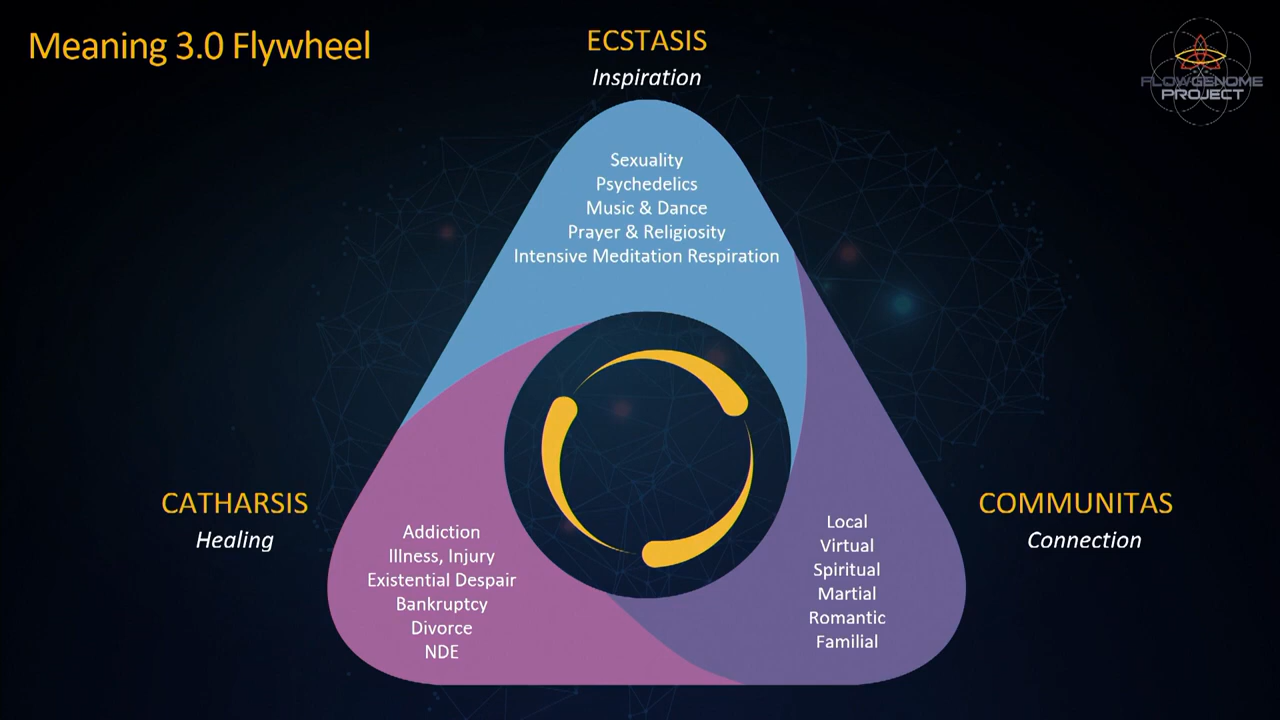 Meaning 3.0 Flywheel
ECSTASIS
Inspiration
FLOWGENOME
PROJECT
Sexuality
Psychedelics
Music & Dance
Prayer & Religiosity
Intensive Meditation Respiration
CATHARSIS
Healing
Addiction
Illness, Injury
Existential Despair
Bankruptcy
Divorce
NDE
COMMUNITAS
Connection
Local
Virtual
Spiritual
Martial
Romantic
Familial